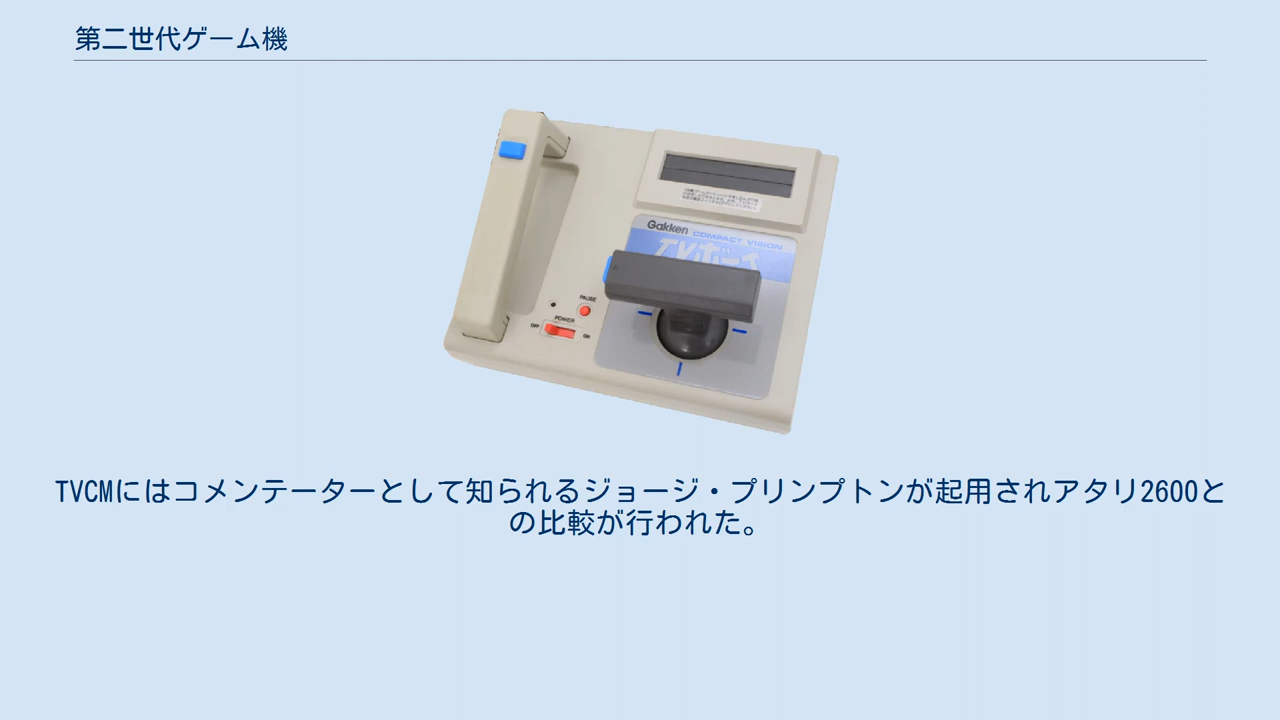 第二世代ゲーム機
Gakken COMPACT VISION
TVボーイ
PAUSE
POWER
OFF
ON
TVCMにはコメンテーターとして知られるジョージ・プリンプトンが起用されアタリ2600と
の比較が行われた。